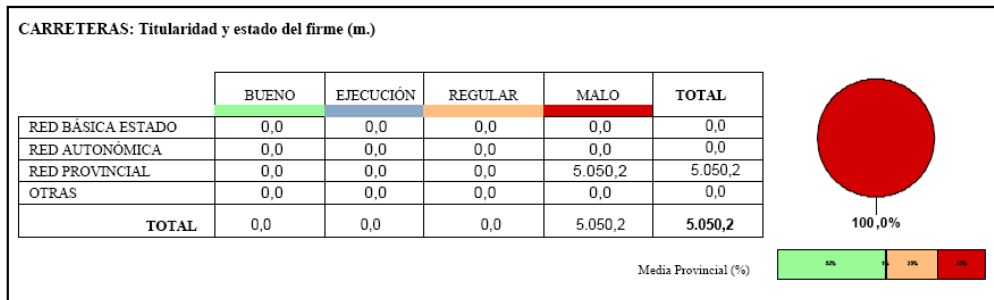 CARRETERAS: Titularidad y estado del firme (m.)
BUENO EJECUCIÓN REGULAR MALO TOTAL
RED BÁSICA ESTADO 0,0 0,0 0,0 0,0 0,0
RED AUTONÓMICA 0,0 0,0 0,0 0,0 0,0
RED PROVINCIAL 0,0 0,0 0,0 5.050,2 5.050,2
OTRAS 0,0 0,0 0,0 0,0 0,0
TOTAL 0,0 0,0 0,0 5.050,2 5.050,2
100,0%
Media Provincial (%)